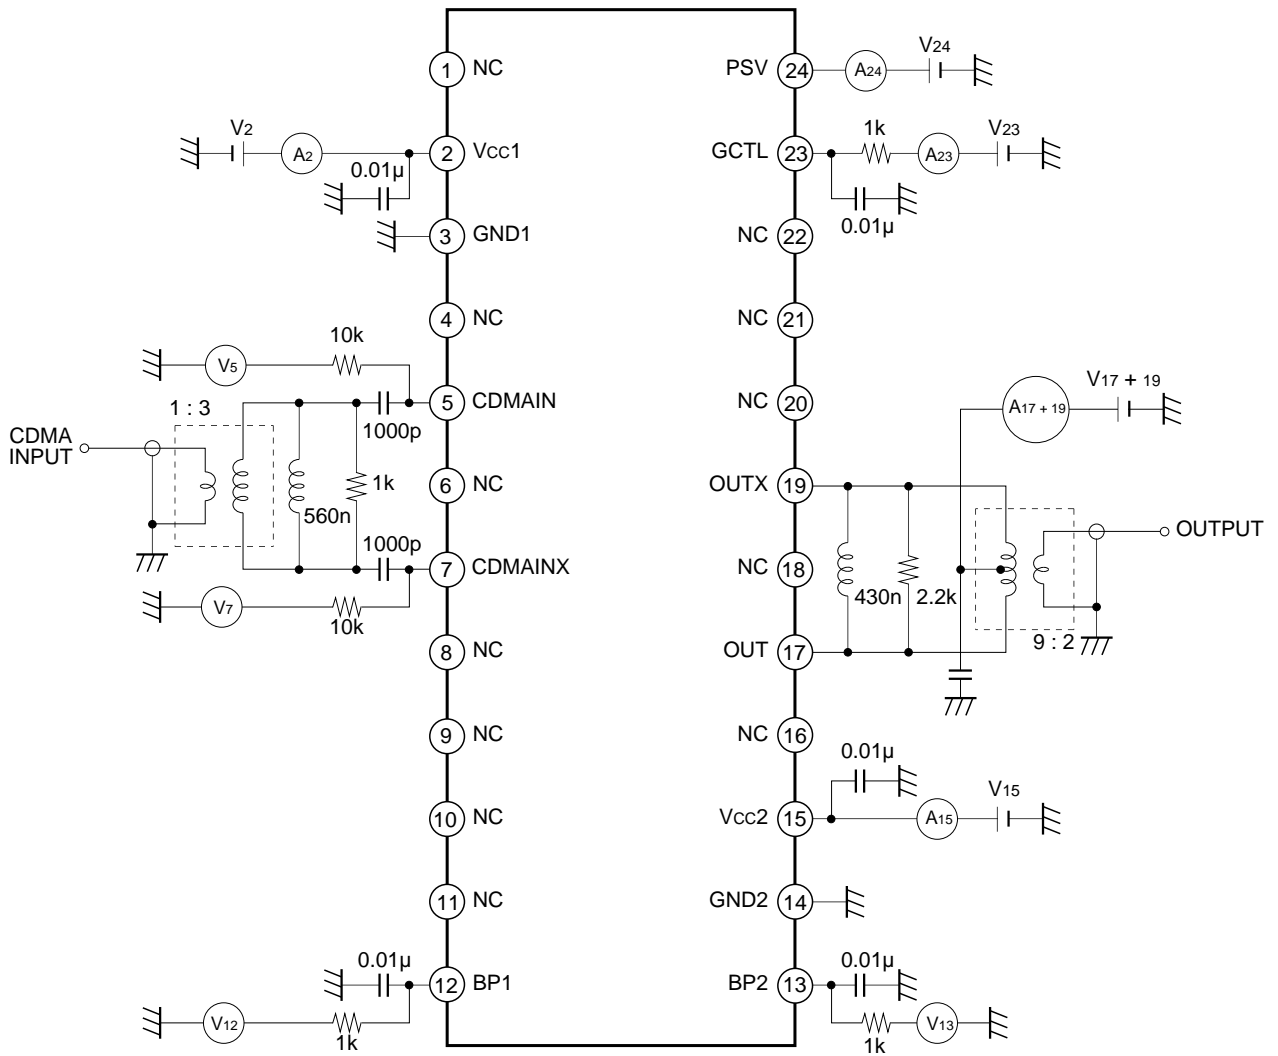 1 NC
PSV 24 A24 V24
V2 A2 2 VCC1
0.01µ
GCTL 23 1k A23 V23
0.01µ
3 GND1
NC 22
4 NC
NC 21
10k
V5
1 : 3
5 CDMAIN
1000p
NC 20
A17 + 19 V17 + 19
CDMA
INPUT
560n
1k
6 NC
OUTX 19
1000p
7 CDMAINX
V7
10k
NC 18
430n 2.2k
OUTPUT
9 : 2
8 NC
OUT 17
9 NC
NC 16
0.01µ
10 NC
VCC2 15 A15 V15
11 NC
GND2 14
0.01µ
12 BP1
V12
1k
BP2 13
0.01µ
1k
V13